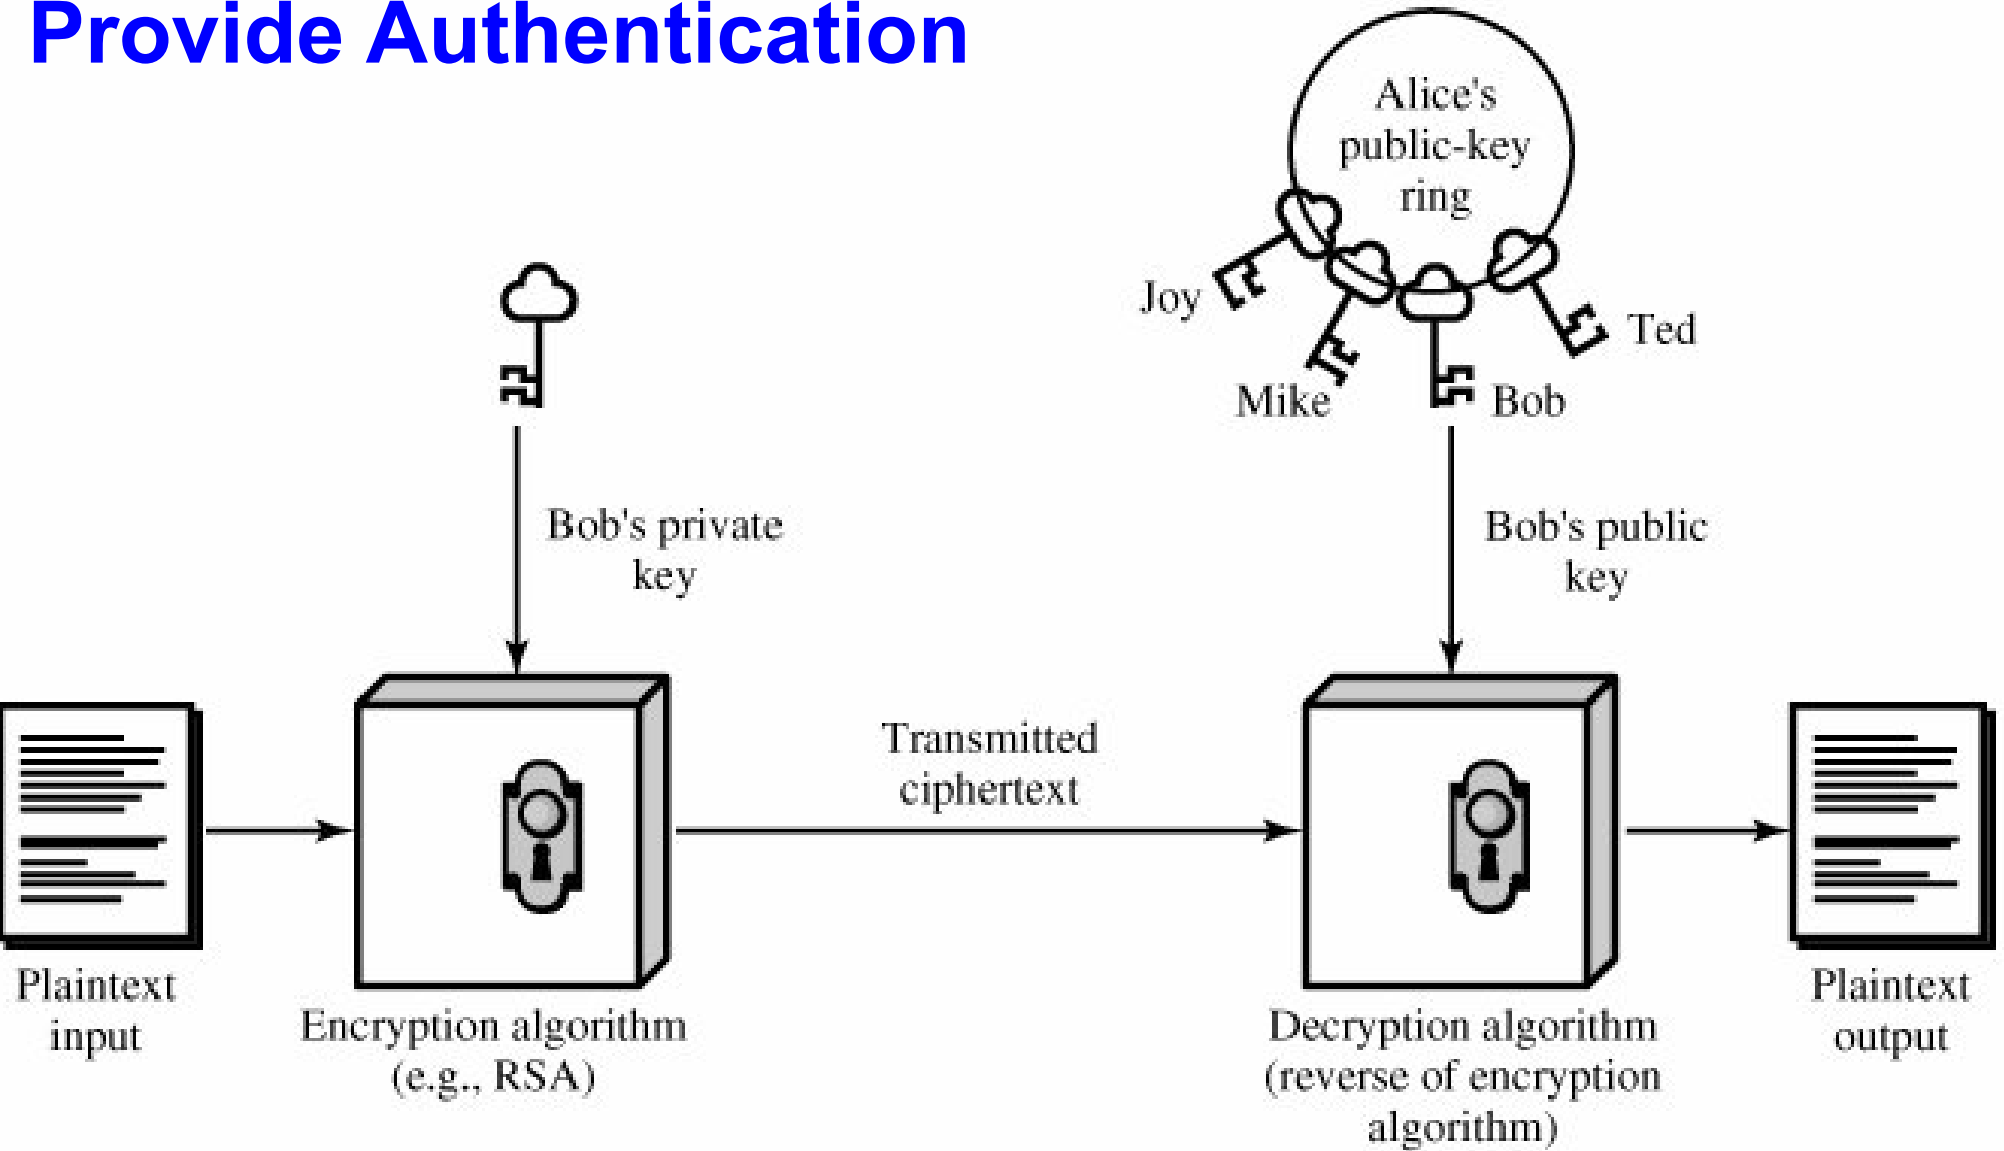 Provide Authentication
Alice's
public-key
ring
Joy
Ted
Mike
Bob
Bob's private
key
Bob's public
key
Transmitted
ciphertext
Plaintext
input
Encryption algorithm
(e.g., RSA)
Decryption algorithm
(reverse of encryption
algorithm)
Plaintext
output